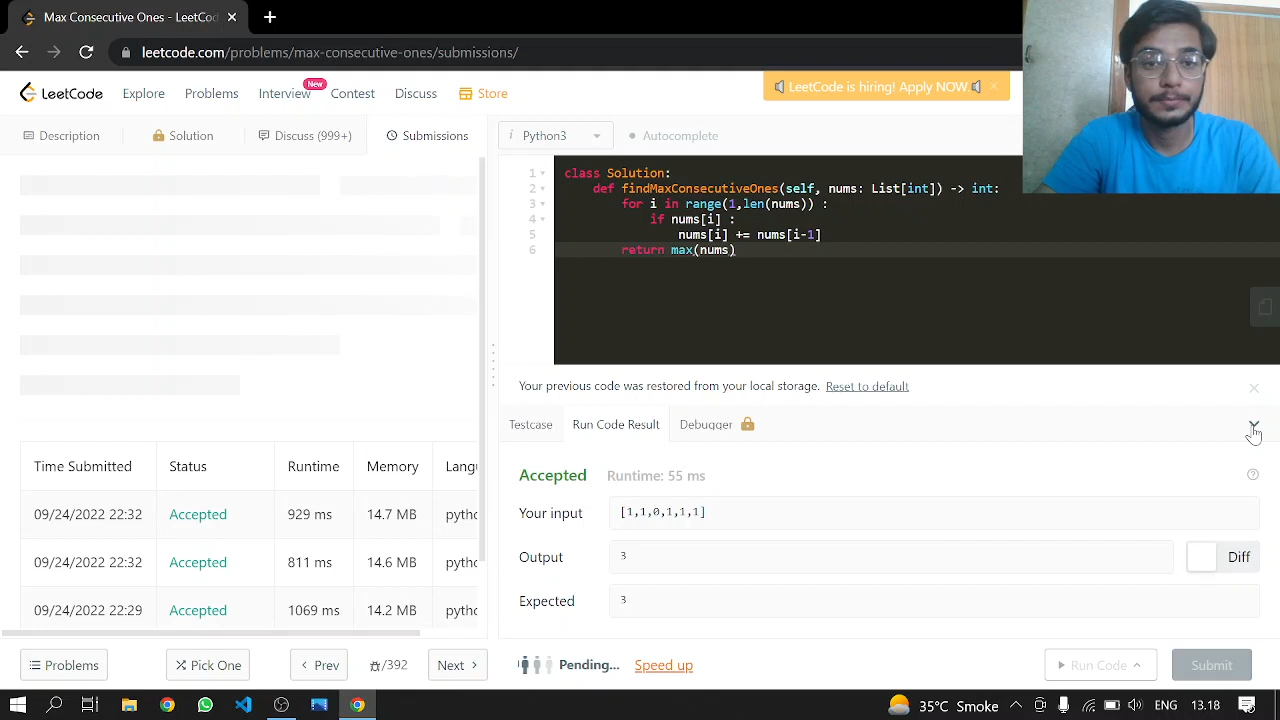 Max Consecutive Ones - LeetCode
leetcode.com/problems/max-consecutive-ones/submissions/
LeetCode Explore Problems Interview New Contest Discuss Store
LeetCode is hiring! Apply NOW.
Description Solution Discuss (999+) Submissions
i Python3 Autocomplete
1 class Solution:
2 def findMaxConsecutiveOnes(self, nums: List[int]) -> int:
3 for i in range(1,len(nums)) :
4 if nums[i] :
5 nums[i] += nums[i-1]
6 return max(nums)
Your previous code was restored from your local storage. Reset to default
Testcase Run Code Result Debugger
Accepted Runtime: 55 ms
Your input [1,1,0,1,1,1]
Output 3 Diff
Expected 3
Time Submitted Status Runtime Memory Langu
09/24/2022 22:32 Accepted 929 ms 14.7 MB pytho
09/24/2022 22:32 Accepted 811 ms 14.6 MB pytho
09/24/2022 22:29 Accepted 1069 ms 14.2 MB pytho
Problems Pick One Prev /392 Next
Pending... Speed up Run Code Submit
35°C Smoke ENG 13.18